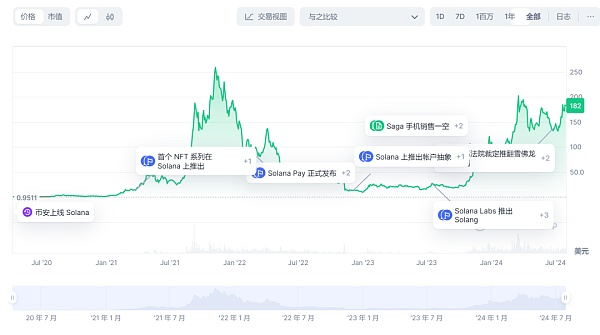 价格 市值 交易视图 与之比较 1D 7D 1百万 1年 全部 日志 ...
250
200
182
150
Saga 手机销售一空 +2
首个 NFT 系列在
Solana 上推出 +1
Solana 上推出帐户抽象 +1
法院裁定推翻雪佛龙 +2
100
Solana Pay 正式发布 +2
50.0
0.9511
币安上线 Solana
Solana Labs 推出
Solang +3
美元
Jul '20 Jan '21 Jul '21 Jan '22 Jul '22 Jan '23 Jul '23 Jan '24 Jul '24
20 年 7 月 '21 年 1 月 '21 年 7 月 '22 年 1 月 '22 年 7 月 '23 年 1 月 '23 年 7 月 '24 年 1 月 '24 年 7 月